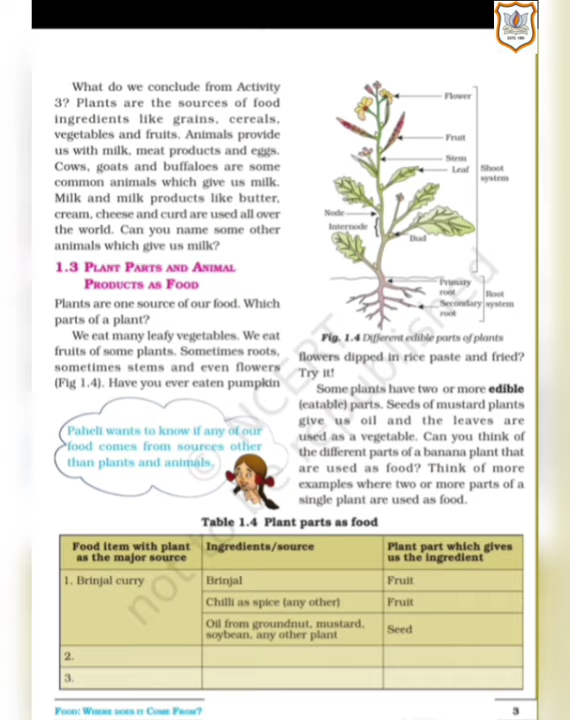 What do we conclude from Activity
3? Plants are the sources of food
ingredients like grains, cereals,
vegetables and fruits. Animals provide
us with milk, meat products and eggs.
Cows, goats and buffaloes are some
common animals which give us milk.
Milk and milk products like butter,
cream, cheese and curd are used all over
the world. Can you name some other
animals which give us milk?
1.3 PLANT PARTS AND ANIMAL
PRODUCTS AS FOOD
Plants are one source of our food. Which
parts of a plant?
We eat many leafy vegetables. We eat
fruits of some plants. Sometimes roots,
sometimes stems and even flowers
(Fig 1.4). Have you ever eaten pumpkin
Paheli wants to know if any of our
food comes from sources other
than plants and animals.
Flower
Fruit
Stem
Leaf
Shoot
system
Node
Internode
Bud
Primary
root
Secondary
root
Root
system
Fig. 1.4 Different edible parts of plants
flowers dipped in rice paste and fried?
Try it!
Some plants have two or more edible
(eatable) parts. Seeds of mustard plants
give us oil and the leaves are
used as a vegetable. Can you think of
the different parts of a banana plant that
are used as food? Think of more
examples where two or more parts of a
single plant are used as food.
Table 1.4 Plant parts as food
Food item with plant as the major source
Ingredients/source
Plant part which gives us the ingredient
1. Brinjal curry
Brinjal
Fruit
Chilli as spice (any other)
Fruit
Oil from groundnut, mustard,
soybean, any other plant
Seed
2.
3.
FOOD: WHERE DOES IT COME FROM?
3
© NCERT
not to be republished